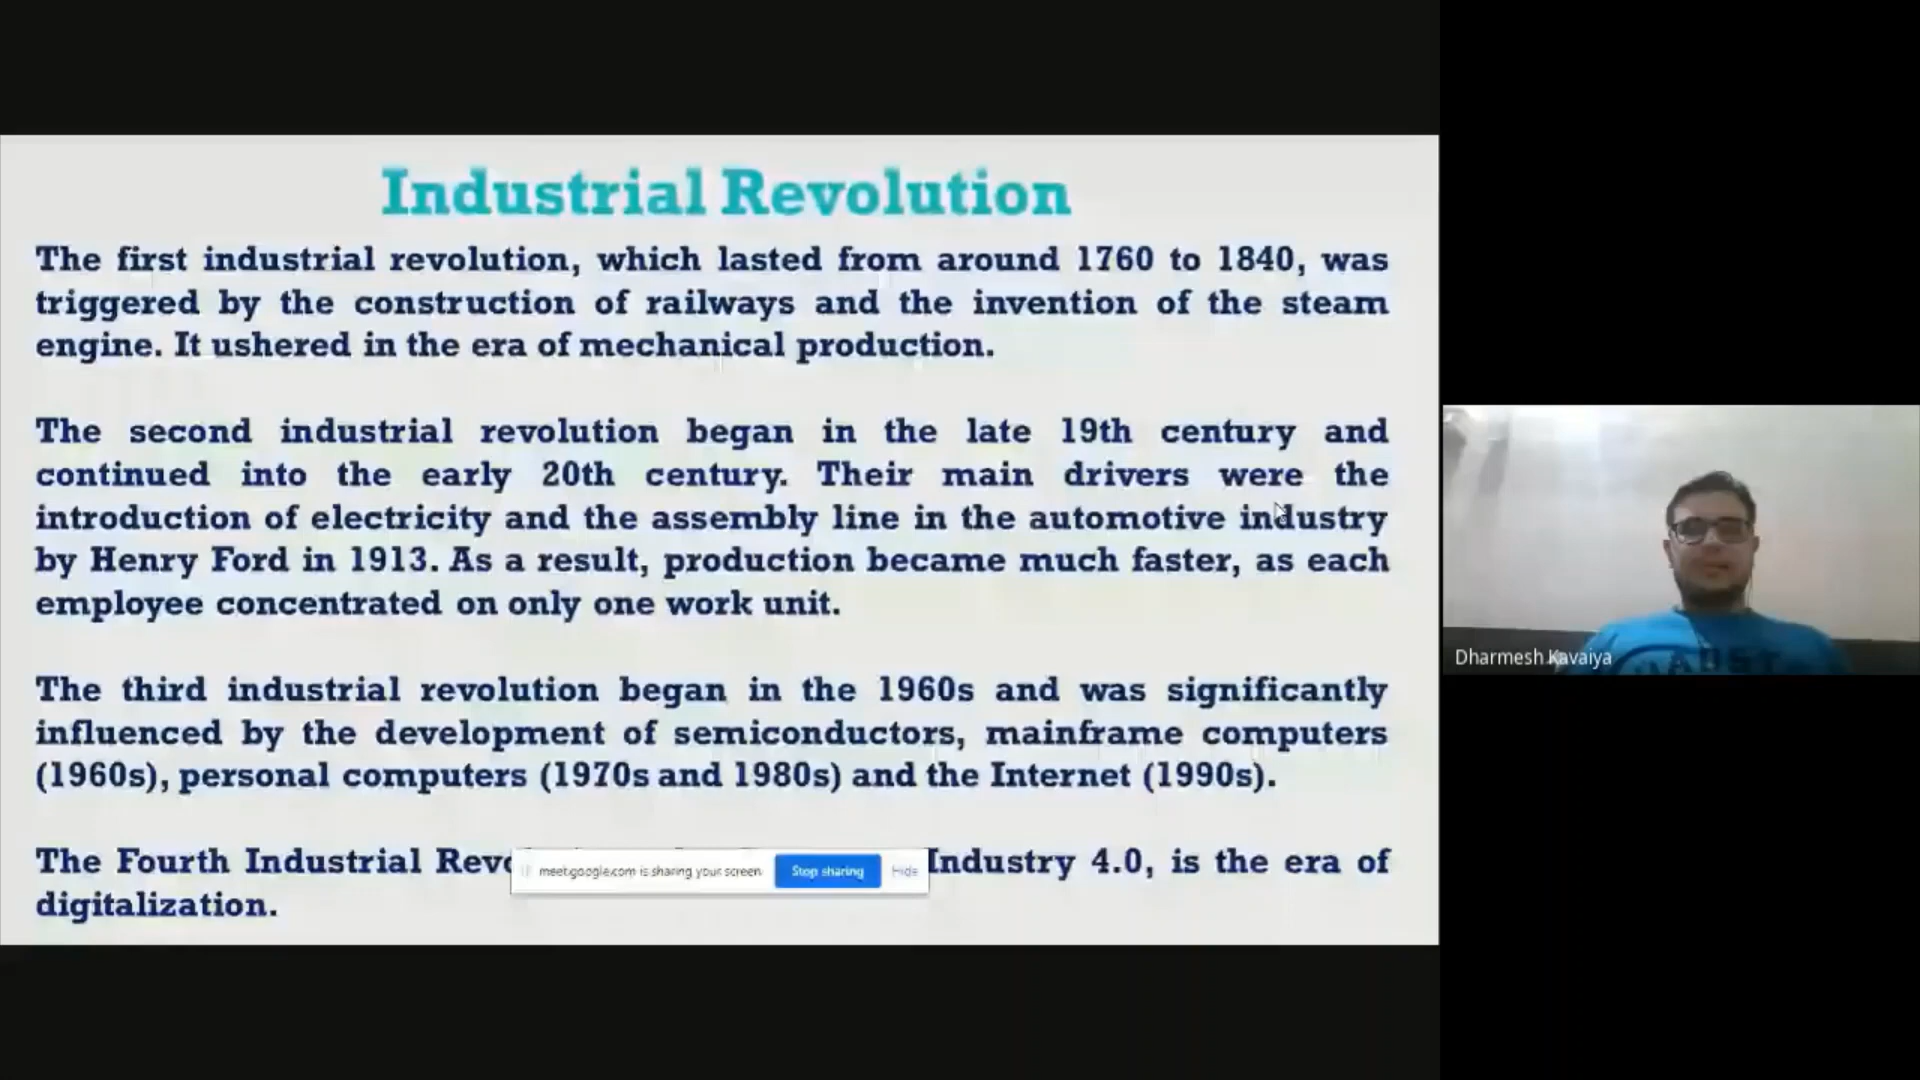 Industrial Revolution
The first industrial revolution, which lasted from around 1760 to 1840, was
triggered by the construction of railways and the invention of the steam
engine. It ushered in the era of mechanical production.
The second industrial revolution began in the late 19th century and
continued into the early 20th century. Their main drivers were the
introduction of electricity and the assembly line in the automotive industry
by Henry Ford in 1913. As a result, production became much faster, as each
employee concentrated on only one work unit.
The third industrial revolution began in the 1960s and was significantly
influenced by the development of semiconductors, mainframe computers
(1960s), personal computers (1970s and 1980s) and the Internet (1990s).
The Fourth Industrial Industry 4.0, is the era of
digitalization.
meet.google.com is sharing your screen Stop sharing Hide
Dharmesh Kavaiya